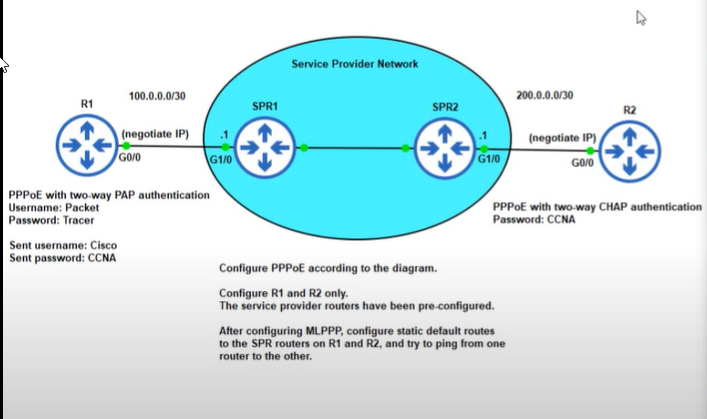 Service Provider Network
100.0.0.0/30
200.0.0.0/30
R1
SPR1
SPR2
R2
(negotiate IP)
.1
.1
(negotiate IP)
G0/0
G1/0
G1/0
G0/0
PPPoE with two-way PAP authentication
Username: Packet
Password: Tracer
Sent username: Cisco
Sent password: CCNA
PPPoE with two-way CHAP authentication
Password: CCNA
Configure PPPoE according to the diagram.
Configure R1 and R2 only.
The service provider routers have been pre-configured.
After configuring MLPPP, configure static default routes
to the SPR routers on R1 and R2, and try to ping from one
router to the other.